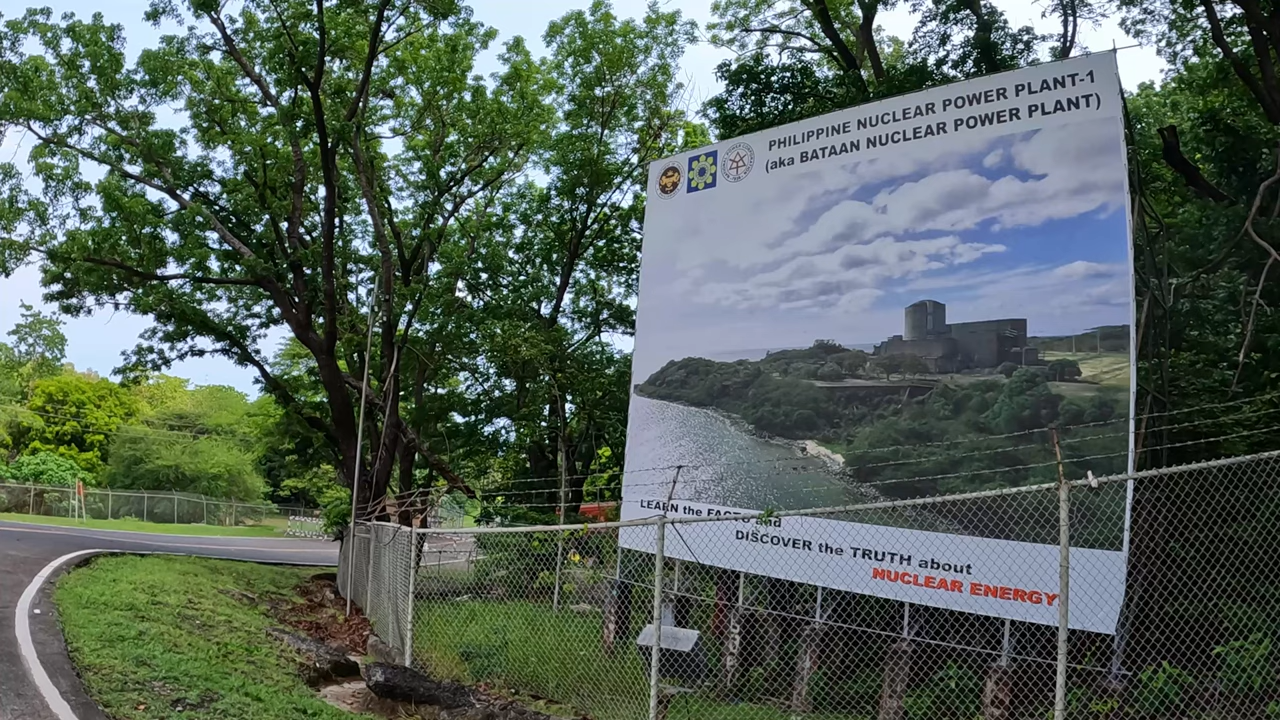 PHILIPPINE NUCLEAR POWER PLANT-1
(aka BATAAN NUCLEAR POWER PLANT)
LEARN the FACTS and
DISCOVER the TRUTH about
NUCLEAR ENERGY